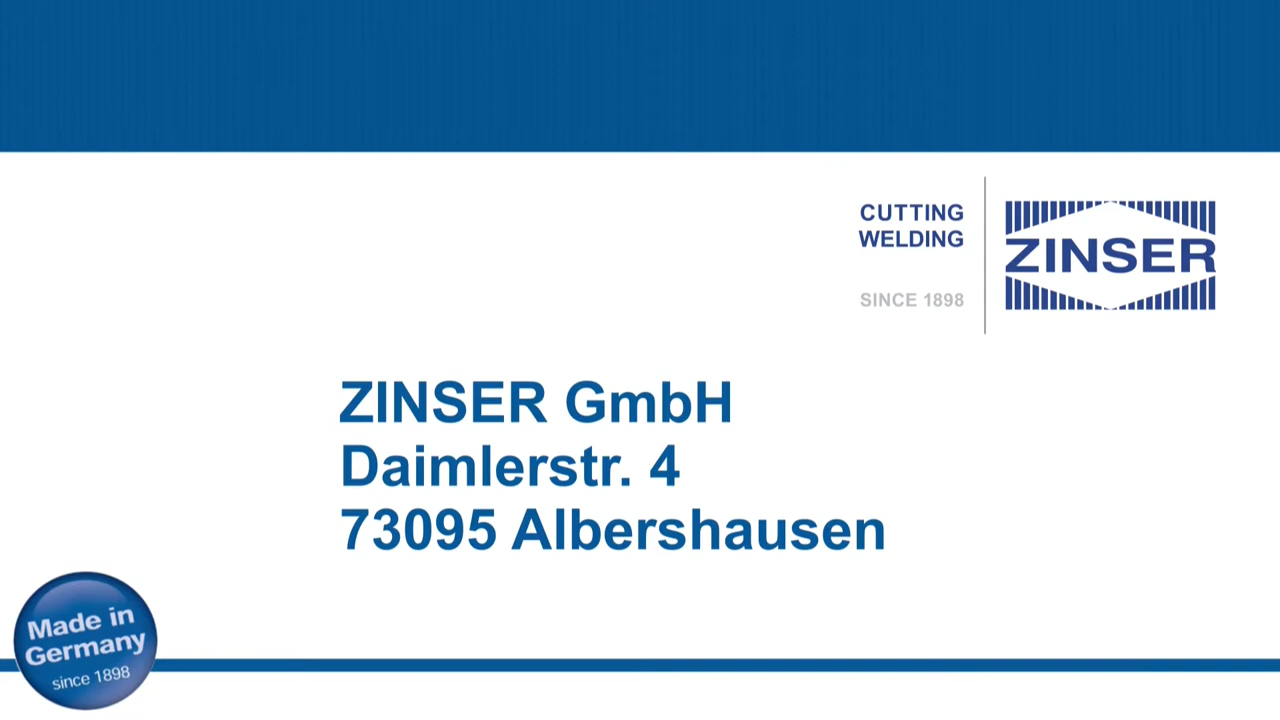 CUTTING
WELDING
SINCE 1898
ZINSER
ZINSER GmbH
Daimlerstr. 4
73095 Albershausen
Made in
Germany
since 1898